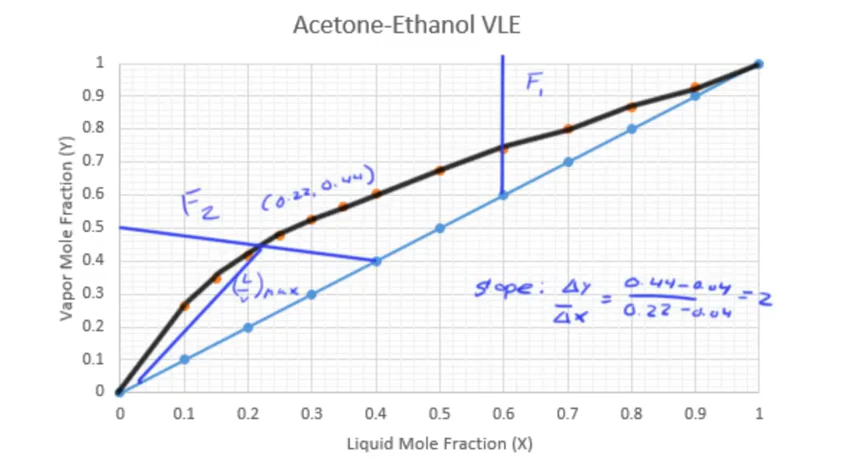 Acetone-Ethanol VLE
Vapor Mole Fraction (Y)
1
0.9
0.8
0.7
0.6
0.5
0.4
0.3
0.2
0.1
0
F1
F2
(0.22, 0.44)
(L/V)max
slope: ΔY/ΔX = 0.44-0.04/0.22-0.04 = 2
0 0.1 0.2 0.3 0.4 0.5 0.6 0.7 0.8 0.9 1
Liquid Mole Fraction (X)